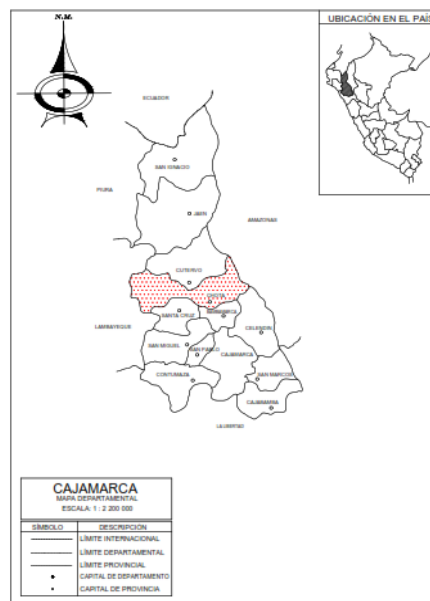 N.M.
UBICACIÓN EN EL PAÍS
ECUADOR
SAN IGNACIO
PIURA
JAEN
AMAZONAS
CUTERVO
CHOTA
SANTA CRUZ
LAMBAYEQUE
CELENDIN
SAN MIGUEL
SAN PABLO
CAJAMARCA
CONTUMAZA
SAN MARCOS
CAJABAMBA
LA LIBERTAD
CAJAMARCA
MAPA DEPARTAMENTAL
ESCALA: 1 : 2 200 000
SÍMBOLO DESCRIPCIÓN
LÍMITE INTERNACIONAL
LÍMITE DEPARTAMENTAL
LÍMITE PROVINCIAL
CAPITAL DE DEPARTAMENTO
CAPITAL DE PROVINCIA